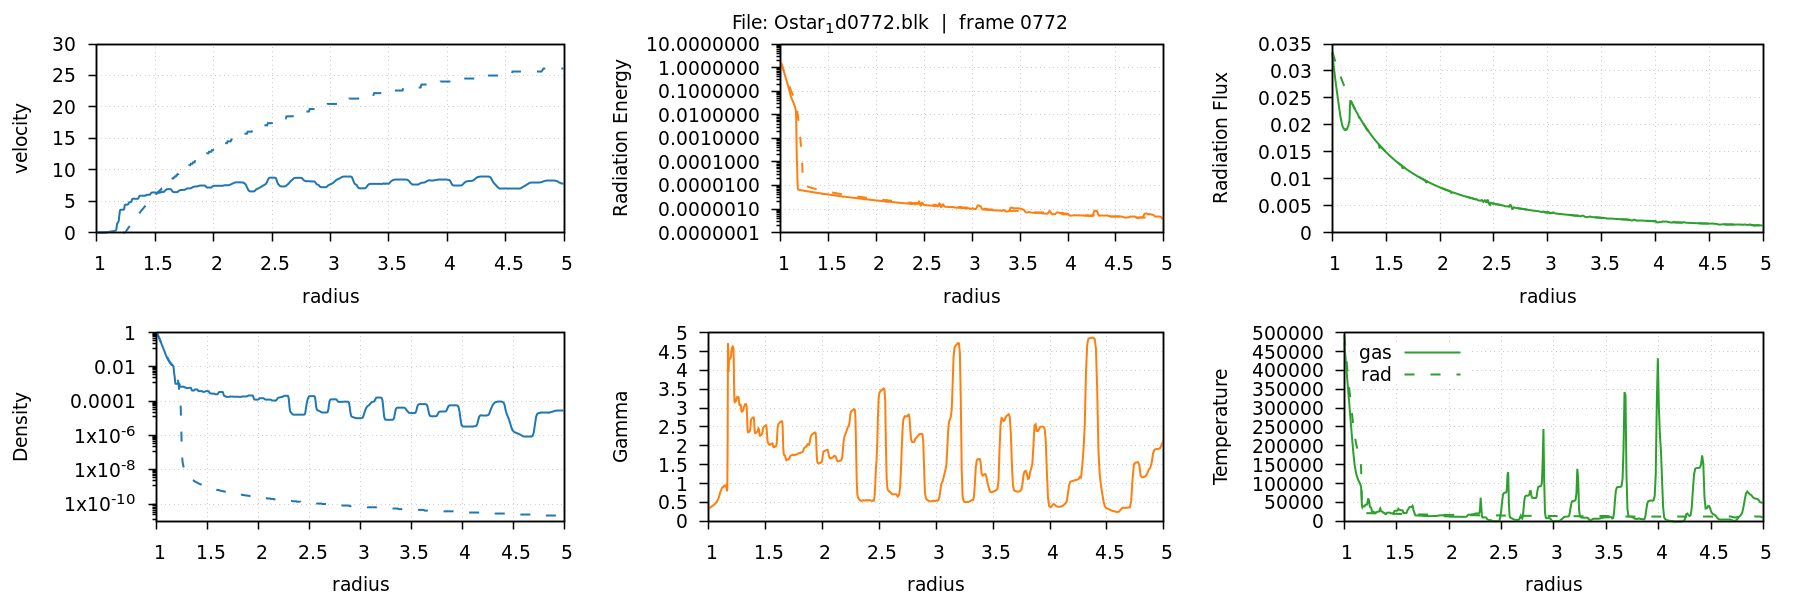 File: Ostar1d0772.blk | frame 0772
30
25
20
15
10
5
0
velocity
1 1.5 2 2.5 3 3.5 4 4.5 5
radius
10.0000000
1.0000000
0.1000000
0.0100000
0.0010000
0.0001000
0.0000100
0.0000010
0.0000001
Radiation Energy
1 1.5 2 2.5 3 3.5 4 4.5 5
radius
0.035
0.03
0.025
0.02
0.015
0.01
0.005
0
Radiation Flux
1 1.5 2 2.5 3 3.5 4 4.5 5
radius
1
0.01
0.0001
1x10-6
1x10-8
1x10-10
Density
1 1.5 2 2.5 3 3.5 4 4.5 5
radius
5
4.5
4
3.5
3
2.5
2
1.5
1
0.5
0
Gamma
1 1.5 2 2.5 3 3.5 4 4.5 5
radius
500000
450000
400000
350000
300000
250000
200000
150000
100000
50000
0
Temperature
gas
rad
1 1.5 2 2.5 3 3.5 4 4.5 5
radius